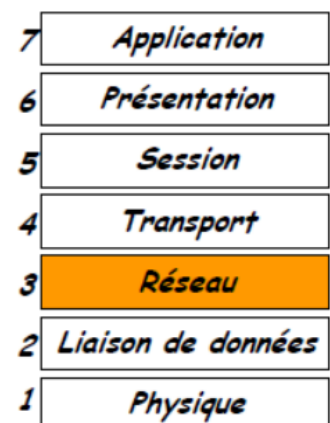 7 Application
6 Présentation
5 Session
4 Transport
3 Réseau
2 Liaison de données
1 Physique